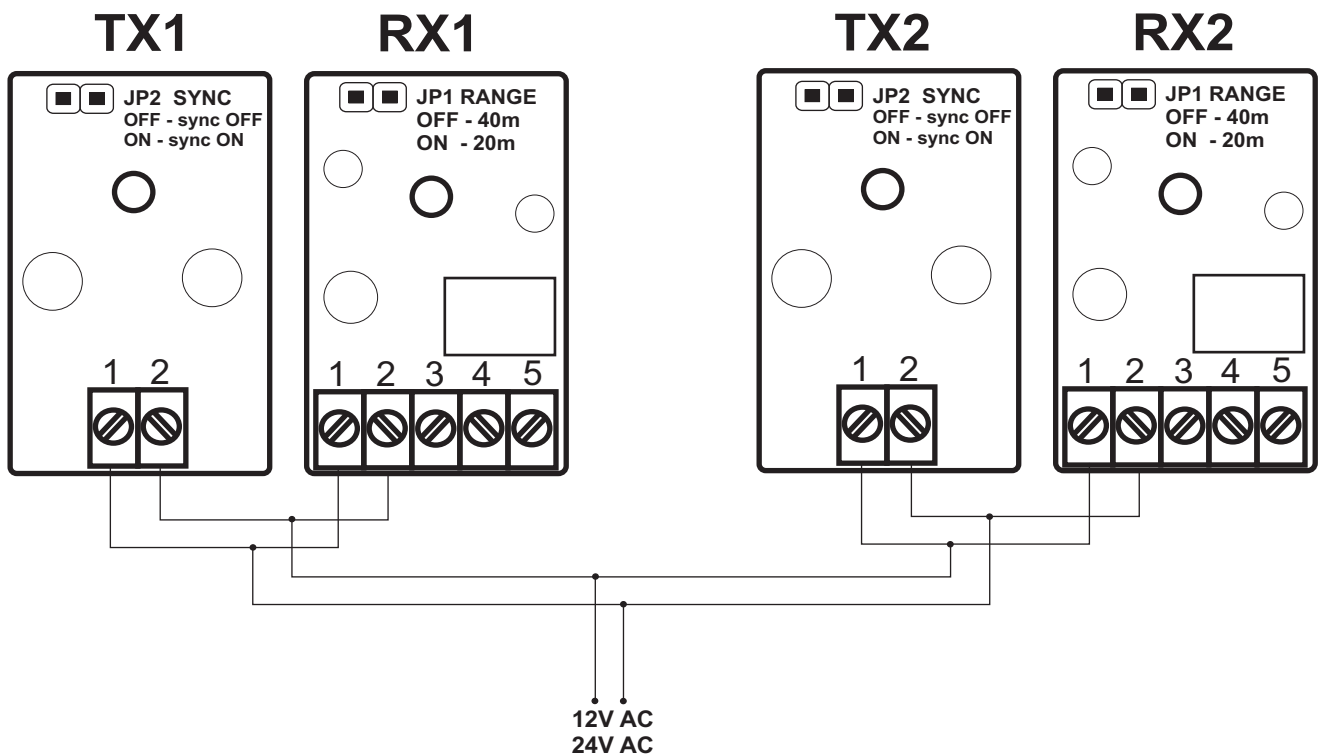 TX1
JP2 SYNC
OFF - sync OFF
ON - sync ON
1 2
RX1
JP1 RANGE
OFF - 40m
ON - 20m
1 2 3 4 5
TX2
JP2 SYNC
OFF - sync OFF
ON - sync ON
1 2
RX2
JP1 RANGE
OFF - 40m
ON - 20m
1 2 3 4 5
12V AC
24V AC